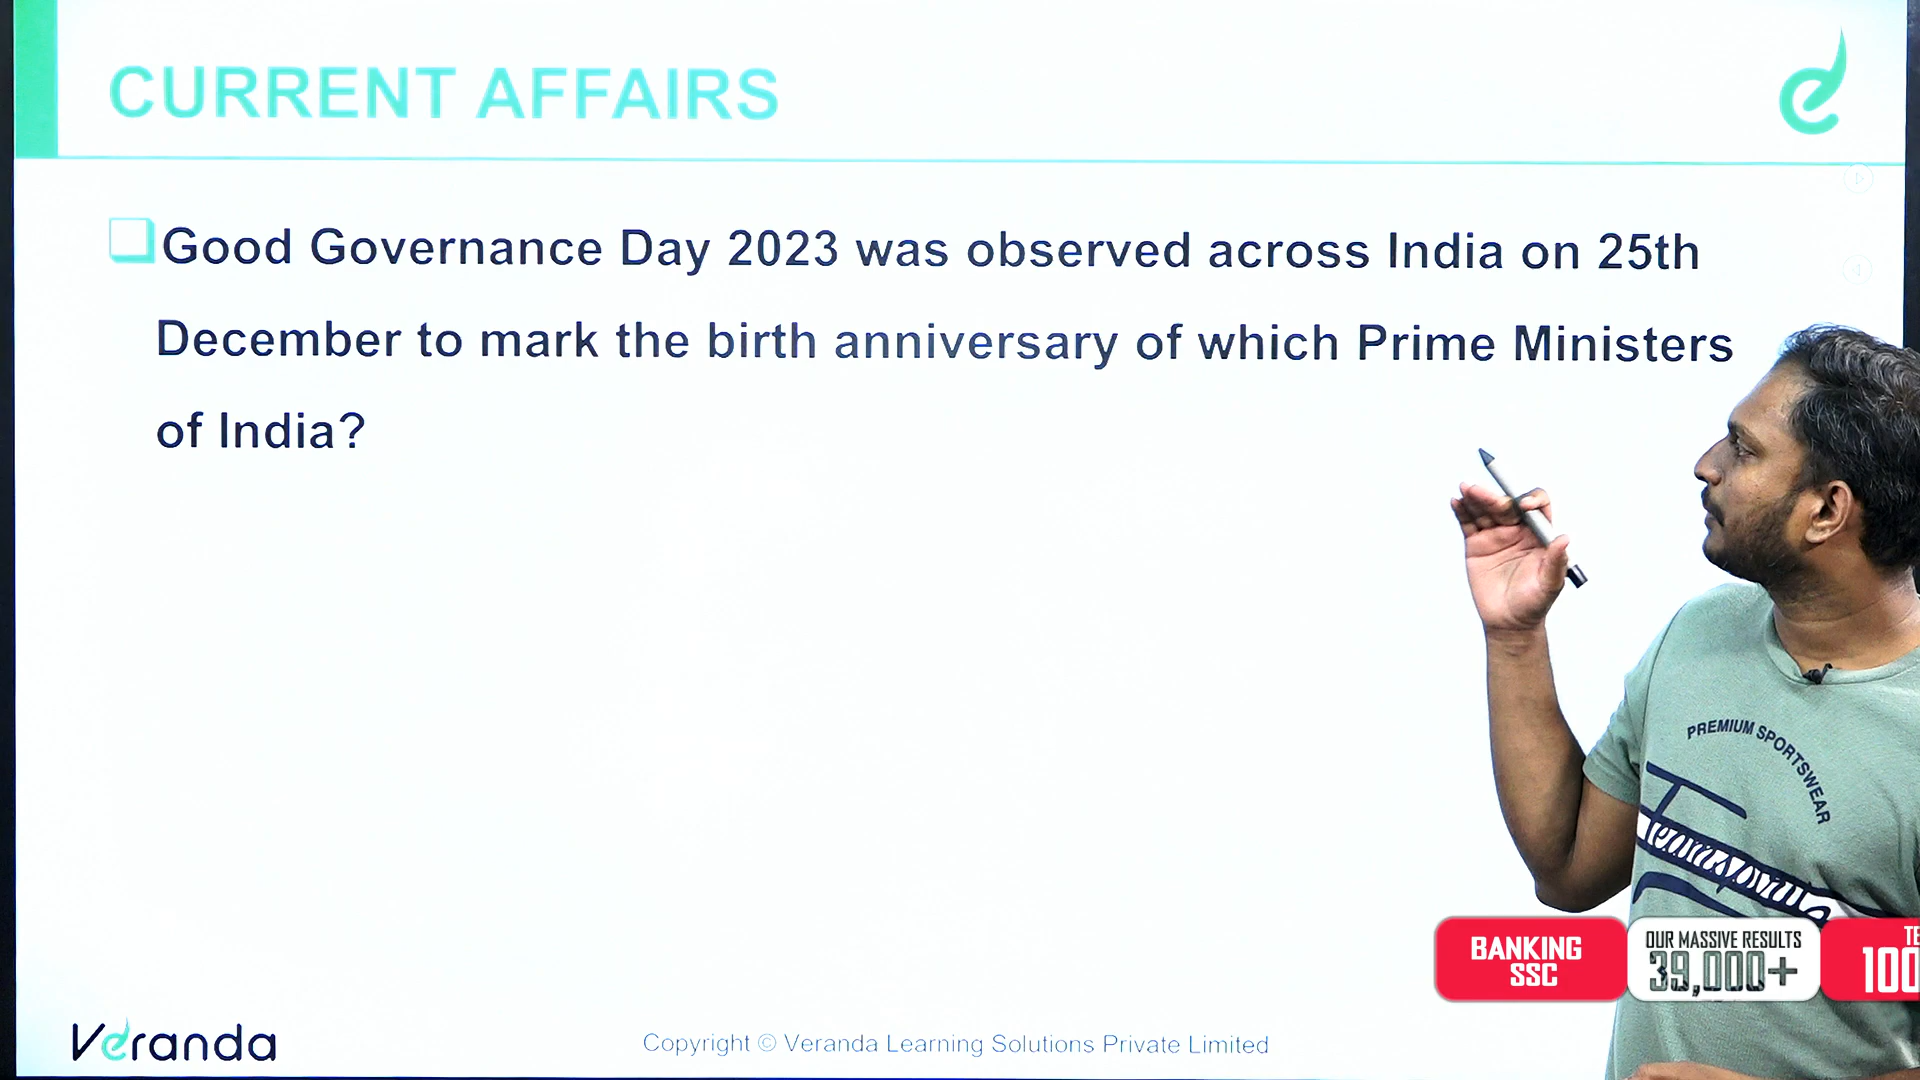 CURRENT AFFAIRS
Good Governance Day 2023 was observed across India on 25th
December to mark the birth anniversary of which Prime Ministers
of India?
PREMIUM SPORTSWEAR
BANKING
SSC
OUR MASSIVE RESULTS
39,000+
100
Veranda
Copyright © Veranda Learning Solutions Private Limited